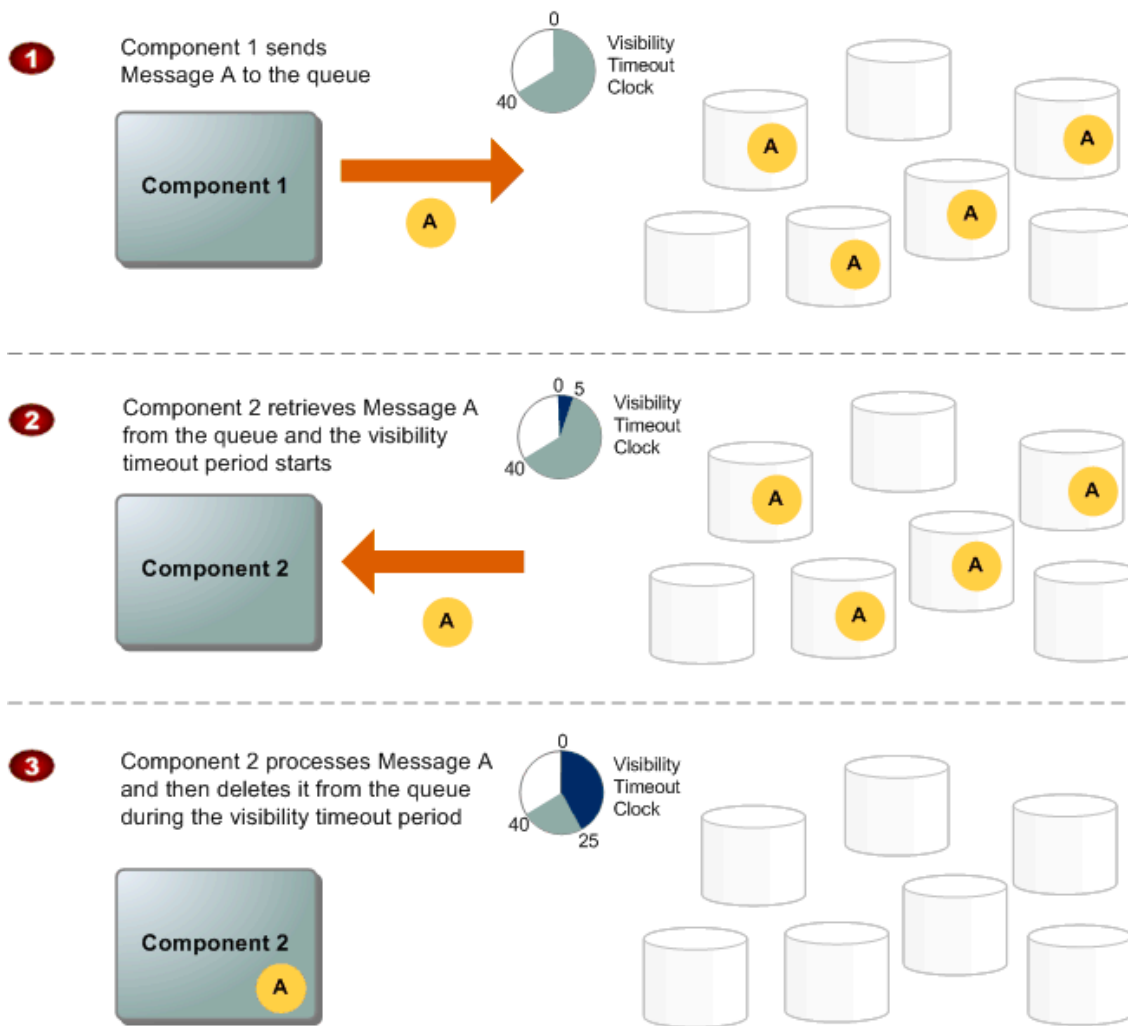 1
Component 1 sends
Message A to the queue
0
40
Visibility
Timeout
Clock
Component 1
A
A
A
A
A
2
Component 2 retrieves Message A
from the queue and the visibility
timeout period starts
0 5
40
Visibility
Timeout
Clock
Component 2
A
A
A
A
A
3
Component 2 processes Message A
and then deletes it from the queue
during the visibility timeout period
0
40
25
Visibility
Timeout
Clock
Component 2
A